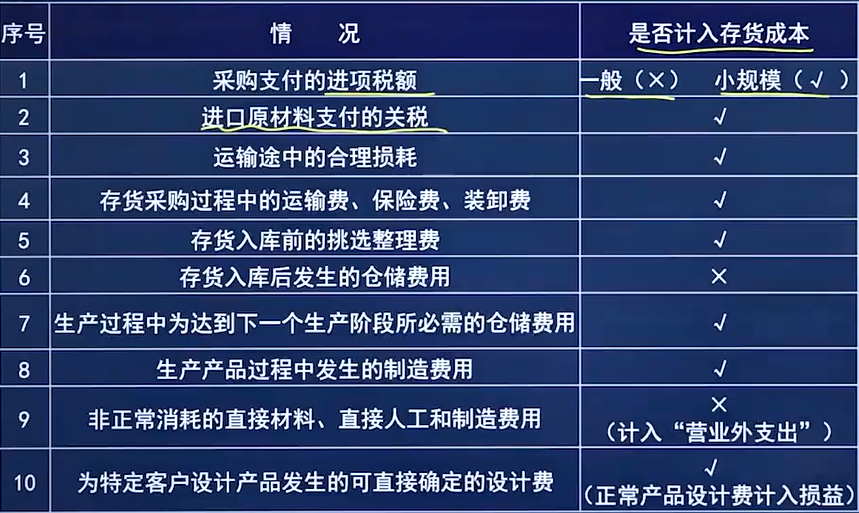 序号 情 况 是否计入存货成本
1 采购支付的进项税额 一般（×） 小规模（√ ）
2 进口原材料支付的关税 √
3 运输途中的合理损耗 √
4 存货采购过程中的运输费、保险费、装卸费 √
5 存货入库前的挑选整理费 √
6 存货入库后发生的仓储费用 ×
7 生产过程中为达到下一个生产阶段所必需的仓储费用 √
8 生产产品过程中发生的制造费用 √
9 非正常消耗的直接材料、直接人工和制造费用 ×
（计入“营业外支出”）
10 为特定客户设计产品发生的可直接确定的设计费 √
（正常产品设计费计入损益）